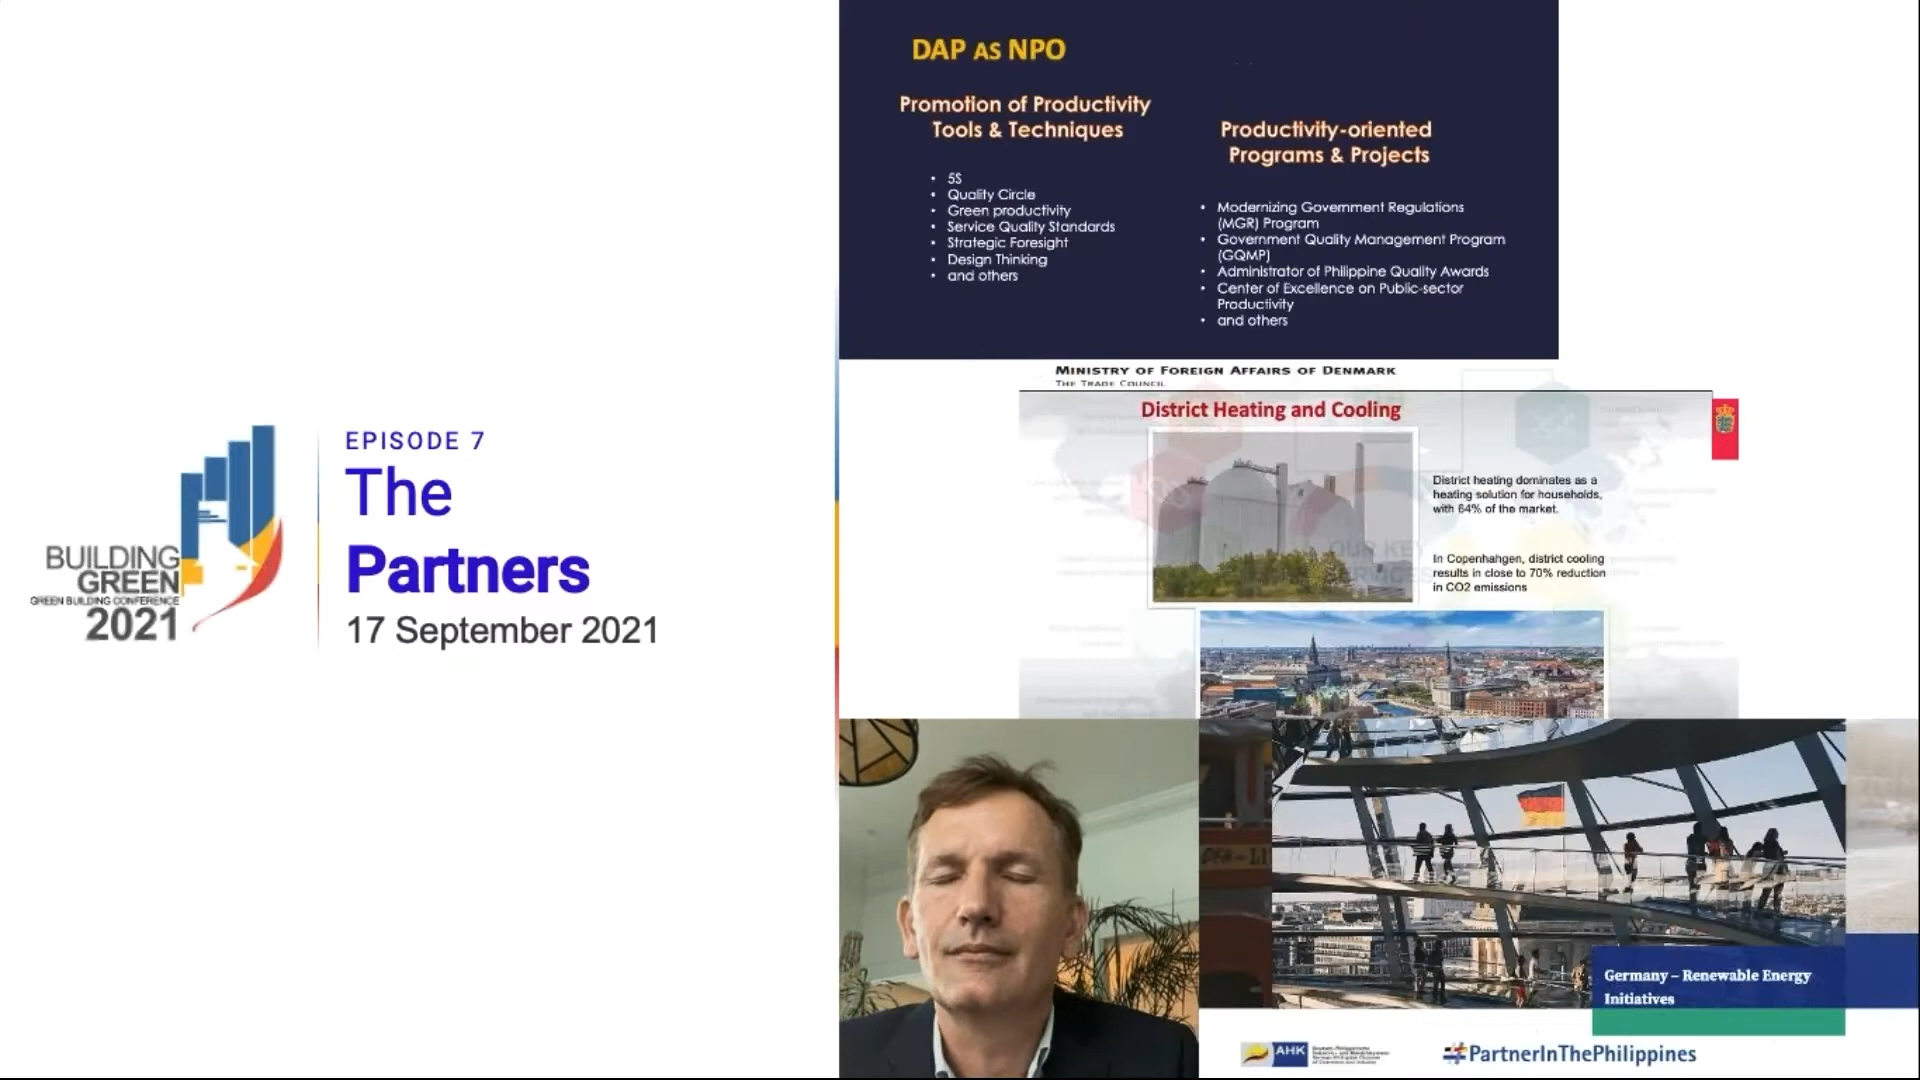 BUILDING
GREEN
GREEN BUILDING CONFERENCE
2021
EPISODE 7
The
Partners
17 September 2021
DAP AS NPO
Promotion of Productivity
Tools & Techniques
• 5S
• Quality Circle
• Green productivity
• Service Quality Standards
• Strategic Foresight
• Design Thinking
• and others
Productivity-oriented
Programs & Projects
• Modernizing Government Regulations
(MGR) Program
• Government Quality Management Program
(GQMP)
• Administrator of Philippine Quality Awards
• Center of Excellence on Public-sector
Productivity
• and others
MINISTRY OF FOREIGN AFFAIRS OF DENMARK
THE TRADE COUNCIL
District Heating and Cooling
District heating dominates as a
heating solution for households,
with 64% of the market.
OUR KEY
In Copenhahgen, district cooling
results in close to 70% reduction
in CO2 emissions
Germany – Renewable Energy
Initiatives
AHK
#PartnerInThePhilippines